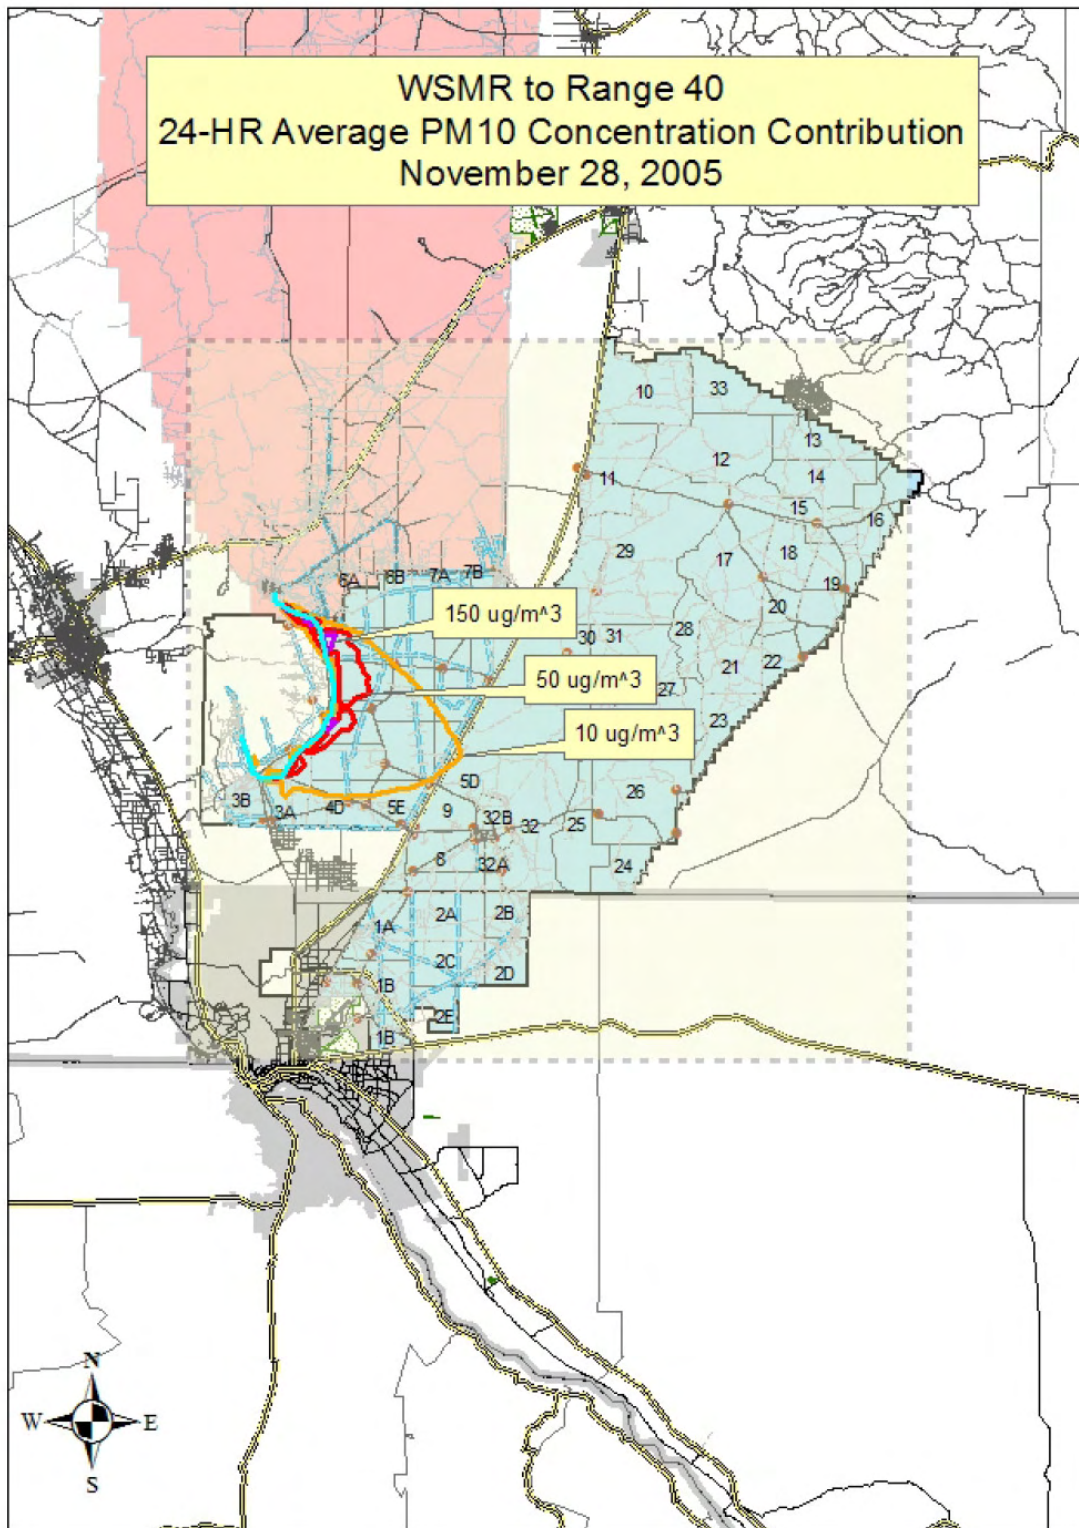 WSMR to Range 40
24-HR Average PM10 Concentration Contribution
November 28, 2005
10
33
13
12
14
11
15
16
29
17
18
19
6A
6B
7A
7B
20
150 ug/m^3
30
31
28
21
22
50 ug/m^3
27
23
10 ug/m^3
5D
26
3B
3A
4D
5E
9
32B
32
25
8
32A
24
2A
2B
1A
2C
2D
1B
2E
1B
N
W
E
S